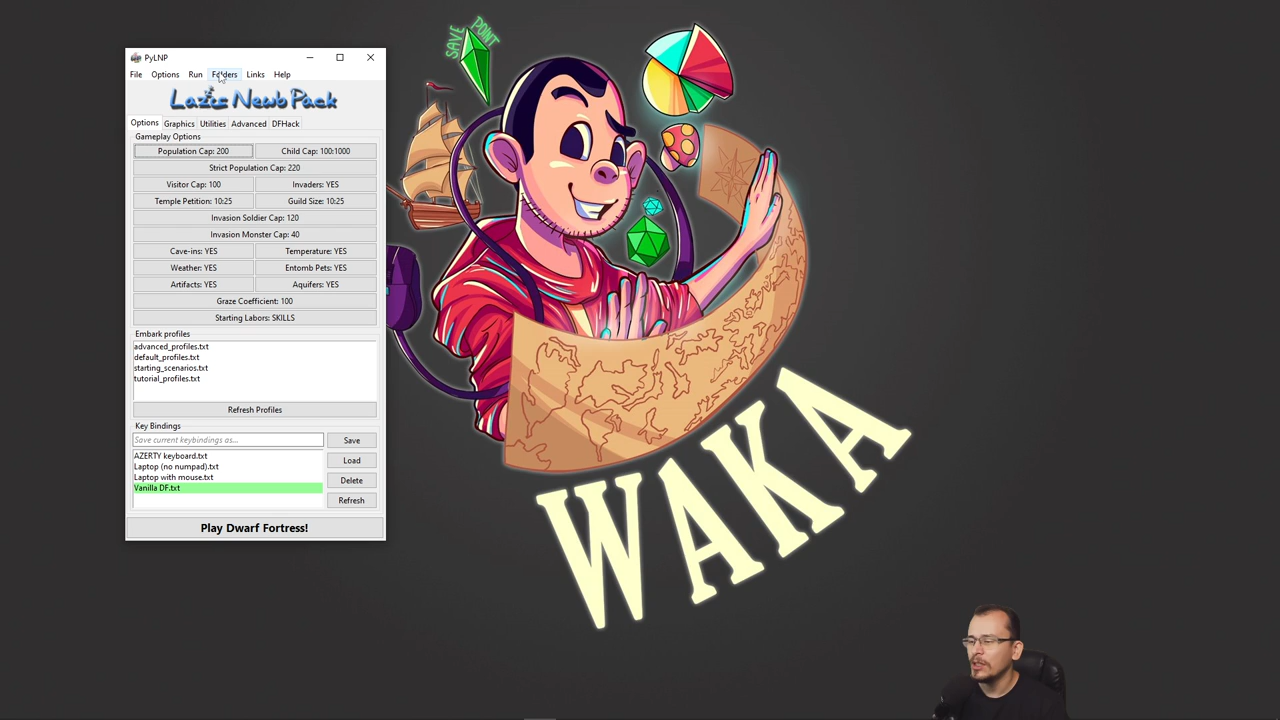 PyLNP
File Options Run Folders Links Help
Lazy Newb Pack
Options Graphics Utilities Advanced DFHack
Gameplay Options
Population Cap: 200 Child Cap: 100:1000
Strict Population Cap: 220
Visitor Cap: 100 Invaders: YES
Temple Petition: 10:25 Guild Size: 10:25
Invasion Soldier Cap: 120
Invasion Monster Cap: 40
Cave-ins: YES Temperature: YES
Weather: YES Entomb Pets: YES
Artifacts: YES Aquifers: YES
Graze Coefficient: 100
Starting Labors: SKILLS
Embark profiles
advanced_profiles.txt
default_profiles.txt
starting_scenarios.txt
tutorial_profiles.txt
Refresh Profiles
Key Bindings
Save current keybindings as... Save
AZERTY keyboard.txt
Laptop (no numpad).txt
Laptop with mouse.txt
Vanilla DF.txt
Load
Delete
Refresh
Play Dwarf Fortress!
SAVE POINT
WAKA